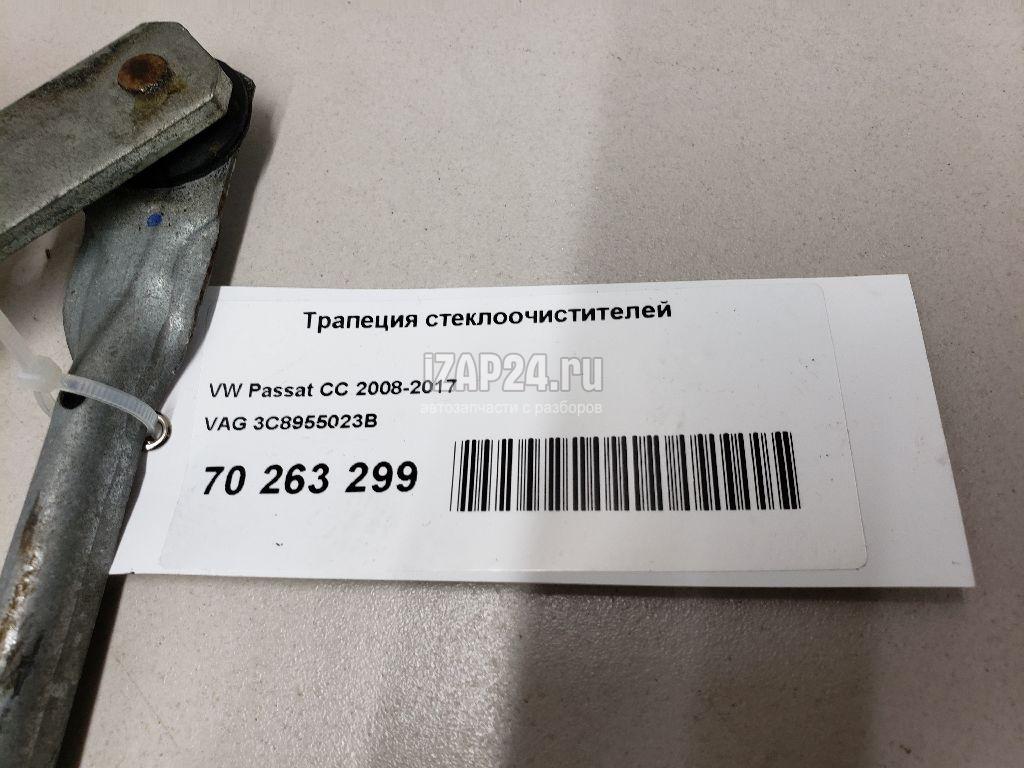 Трапеция стеклоочистителей
iZAP24.ru
VW Passat CC 2008-2017
автозапчасти с разборов
VAG 3C8955023B
70 263 299